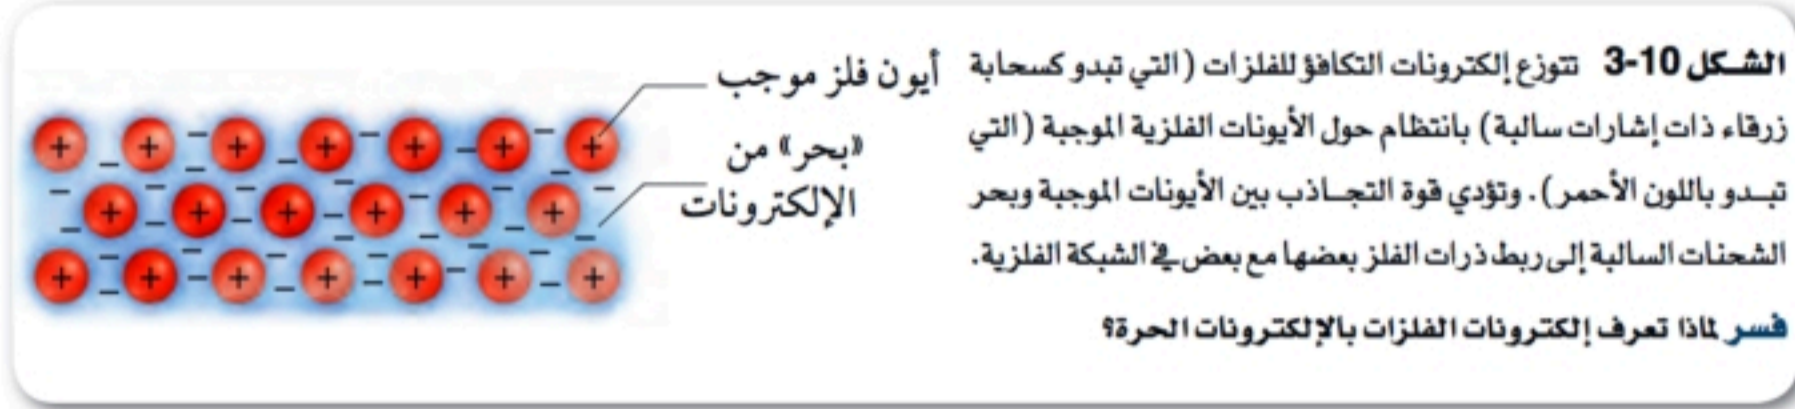 الشكل 10-3 تتوزع إلكترونات التكافؤ للفلزات (التي تبدو كسحابة
زرقاء ذات إشارات سالبة) بانتظام حول الأيونات الفلزية الموجبة (التي
تبدو باللون الأحمر). وتؤدي قوة التجاذب بين الأيونات الموجبة وبحر
الشحنات السالبة إلى ربط ذرات الفلز بعضها مع بعض في الشبكة الفلزية.
فسر لماذا تعرف إلكترونات الفلزات بالإلكترونات الحرة؟
أيون فلز موجب
«بحر» من
الإلكترونات